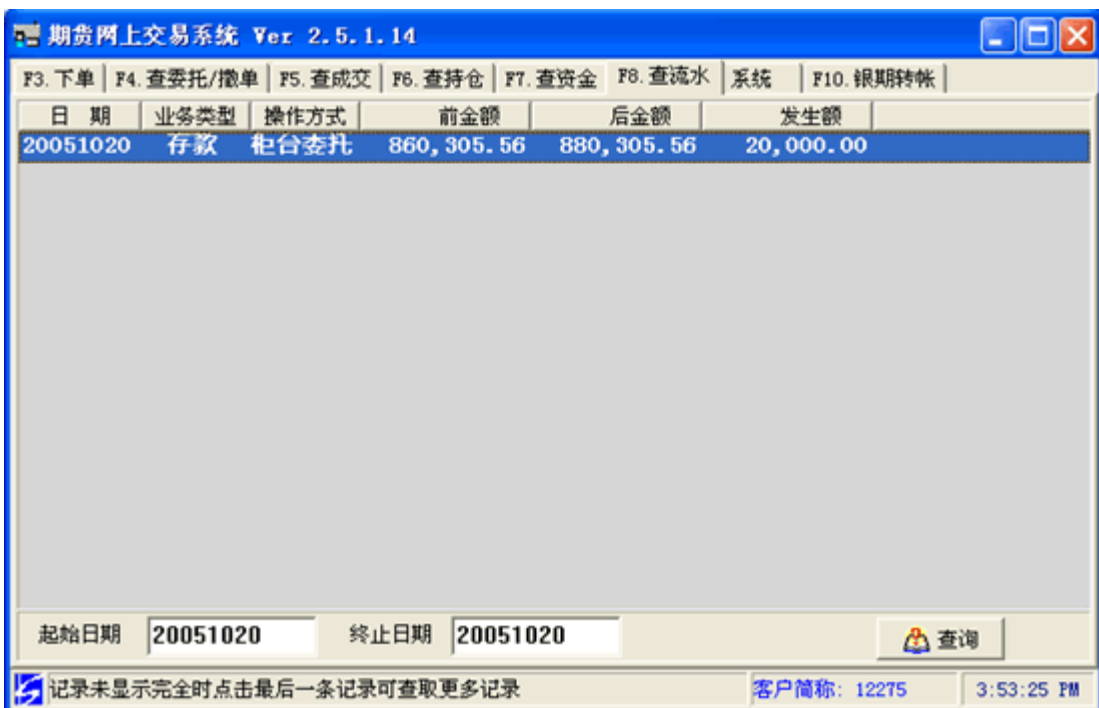 期货网上交易系统 Ver 2.5.1.14
F3.下单 F4.查委托/撤单 F5.查成交 F6.查持仓 F7.查资金 F8.查流水 系统 F10.银期转帐
日 期 业务类型 操作方式 前金额 后金额 发生额
20051020 存款 柜台委托 860,305.56 880,305.56 20,000.00
起始日期 20051020 终止日期 20051020 查询
记录未显示完全时点击最后一条记录可查取更多记录 客户简称: 12275 3:53:25 PM